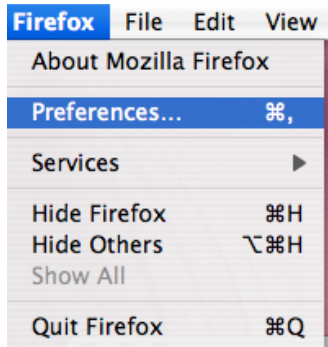 Firefox File Edit View
About Mozilla Firefox
Preferences... ⌘,
Services ▶
Hide Firefox ⌘H
Hide Others ⌥⌘H
Show All
Quit Firefox ⌘Q